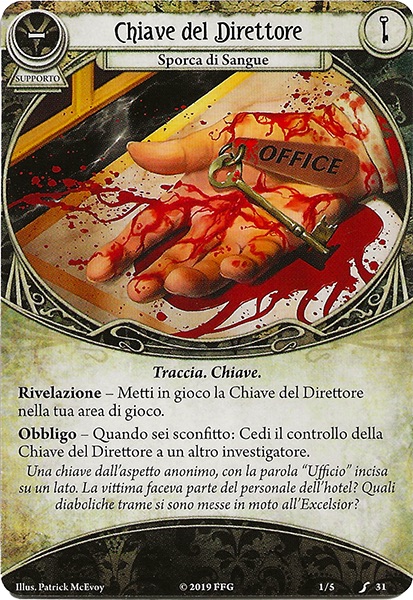 Chiave del Direttore
SUPPORTO
Sporca di Sangue
OFFICE
Traccia. Chiave.
Rivelazione – Metti in gioco la Chiave del Direttore
nella tua area di gioco.
Obbligo – Quando sei sconfitto: Cedi il controllo della
Chiave del Direttore a un altro investigatore.
Una chiave dall'aspetto anonimo, con la parola “Ufficio” incisa
su un lato. La vittima faceva parte del personale dell'hotel? Quali
diaboliche trame si sono messe in moto all'Excelsior?
Illus. Patrick McEvoy © 2019 FFG 1/5 31